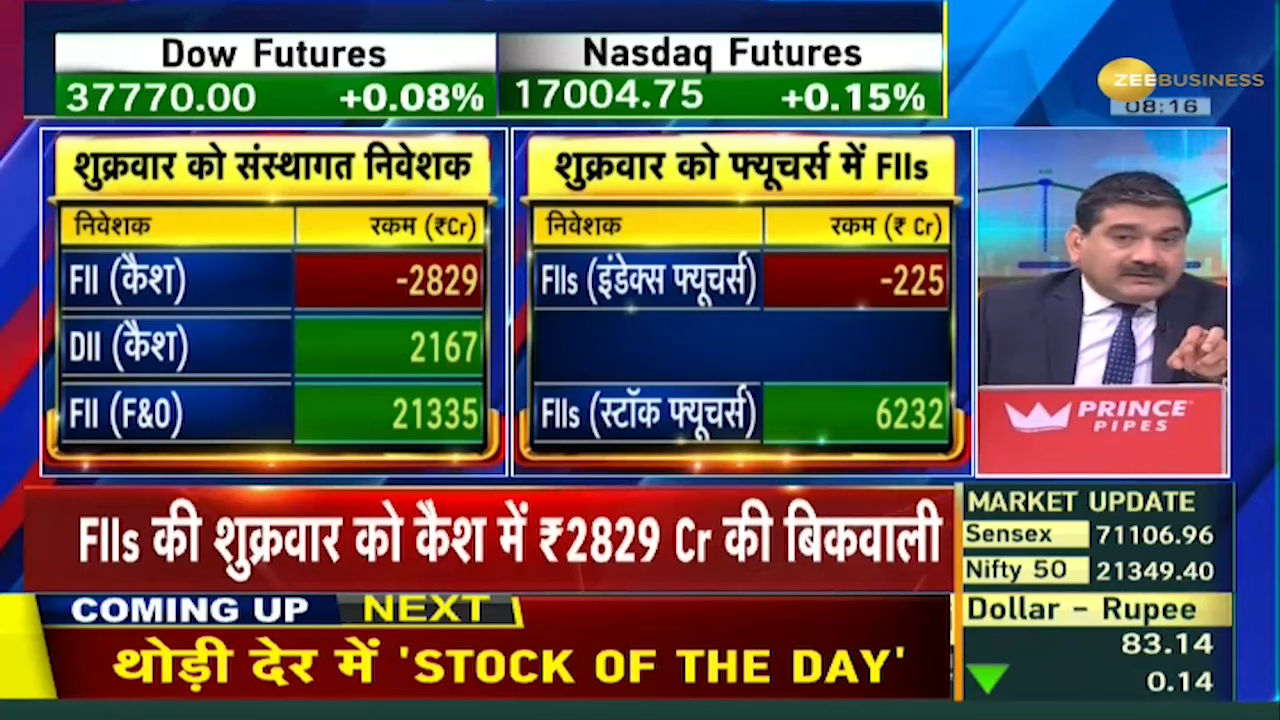 Dow Futures
37770.00 +0.08%
Nasdaq Futures
17004.75 +0.15%
ZEEBUSINESS
08:16
शुक्रवार को संस्थागत निवेशक
निवेशक रकम (₹Cr)
FII (कैश) -2829
DII (कैश) 2167
FII (F&O) 21335
शुक्रवार को फ्यूचर्स में FIIs
निवेशक रकम (₹ Cr)
FIIs (इंडेक्स फ्यूचर्स) -225
FIIs (स्टॉक फ्यूचर्स) 6232
PRINCE
PIPES
FIIs की शुक्रवार को कैश में ₹2829 Cr की बिकवाली
MARKET UPDATE
Sensex 71106.96
Nifty 50 21349.40
Dollar - Rupee
83.14
0.14
COMING UP NEXT
थोड़ी देर में 'STOCK OF THE DAY'